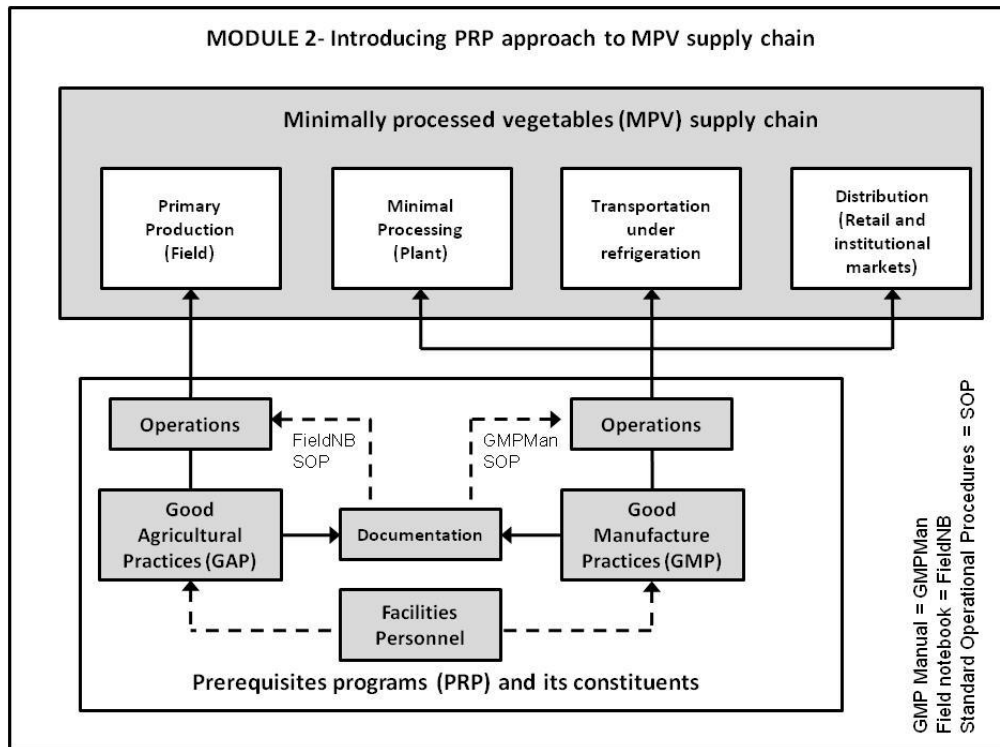 MODULE 2- Introducing PRP approach to MPV supply chain
Minimally processed vegetables (MPV) supply chain
Primary
Production
(Field)
Minimal
Processing
(Plant)
Transportation
under
refrigeration
Distribution
(Retail and
institutional
markets)
Operations
FieldNB
SOP
GMPMan
SOP
Operations
Good
Agricultural
Practices (GAP)
Documentation
Good
Manufacture
Practices (GMP)
Facilities
Personnel
Prerequisites programs (PRP) and its constituents
GMP Manual = GMPMan
Field notebook = FieldNB
Standard Operational Procedures = SOP